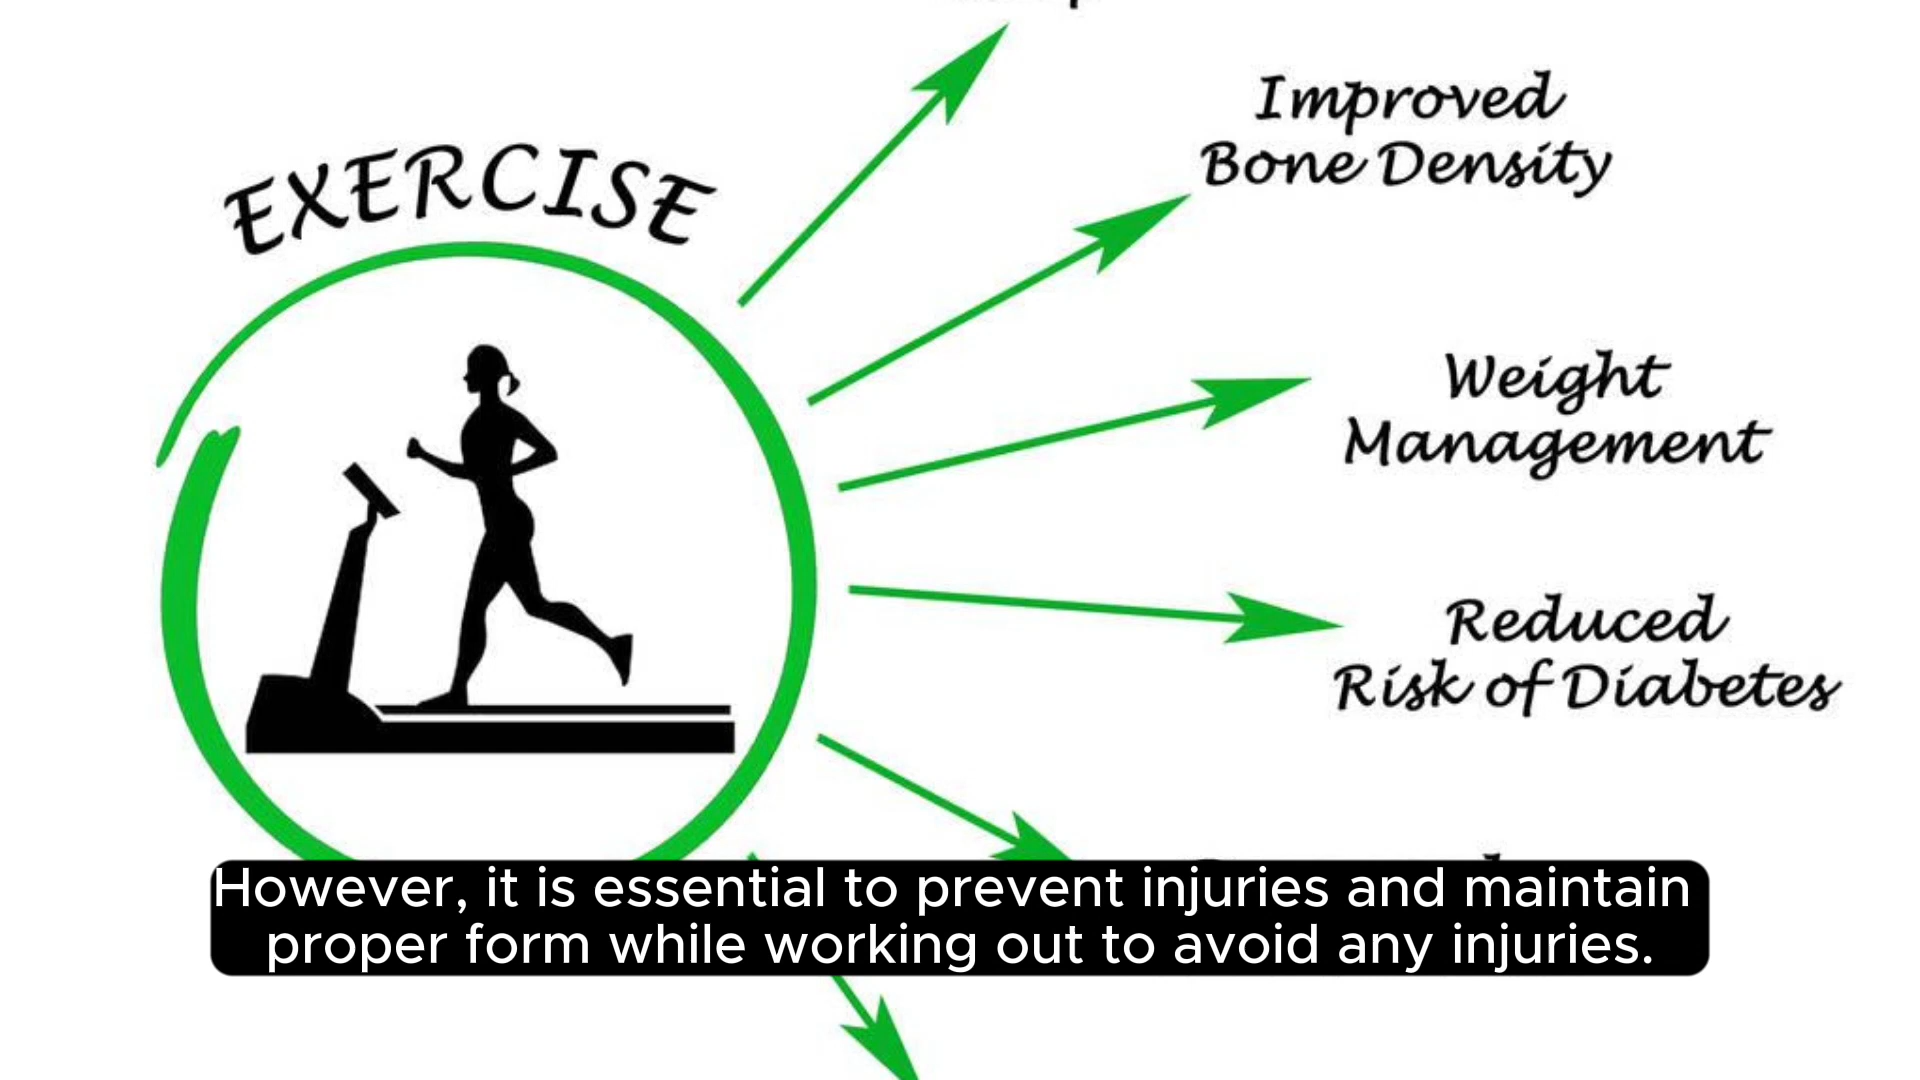 EXERCISE
Improved
Bone Density
Weight
Management
Reduced
Risk of Diabetes
However, it is essential to prevent injuries and maintain
proper form while working out to avoid any injuries.